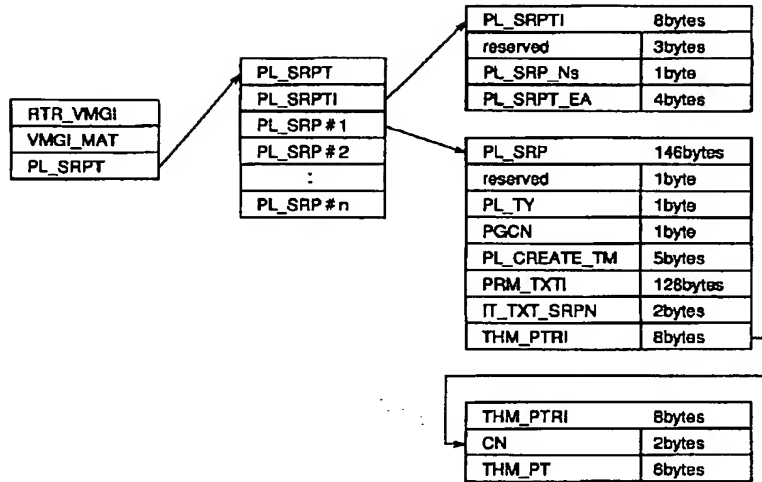 RTR_VMGI
VMGI_MAT
PL_SRPT
PL_SRPT
PL_SRPTI
PL_SRP#1
PL_SRP#2
:
PL_SRP#n
PL_SRPTI 8bytes
reserved 3bytes
PL_SRP_Ns 1byte
PL_SRPT_EA 4bytes
PL_SRP 146bytes
reserved 1byte
PL_TY 1byte
PGCN 1byte
PL_CREATE_TM 5bytes
PRM_TXTI 128bytes
IT_TXT_SRPN 2bytes
THM_PTRI 8bytes
THM_PTRI 8bytes
CN 2bytes
THM_PT 6bytes